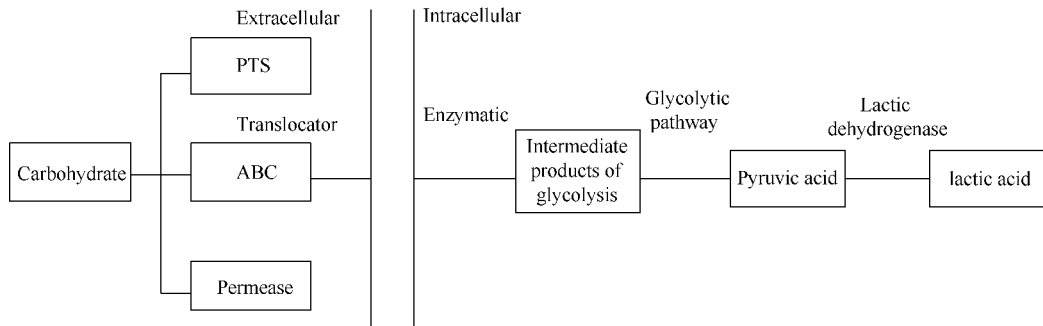 Extracellular
Intracellular
PTS
Translocator
Enzymatic
Glycolytic
pathway
Lactic
dehydrogenase
Carbohydrate
ABC
Intermediate
products of
glycolysis
Pyruvic acid
lactic acid
Permease